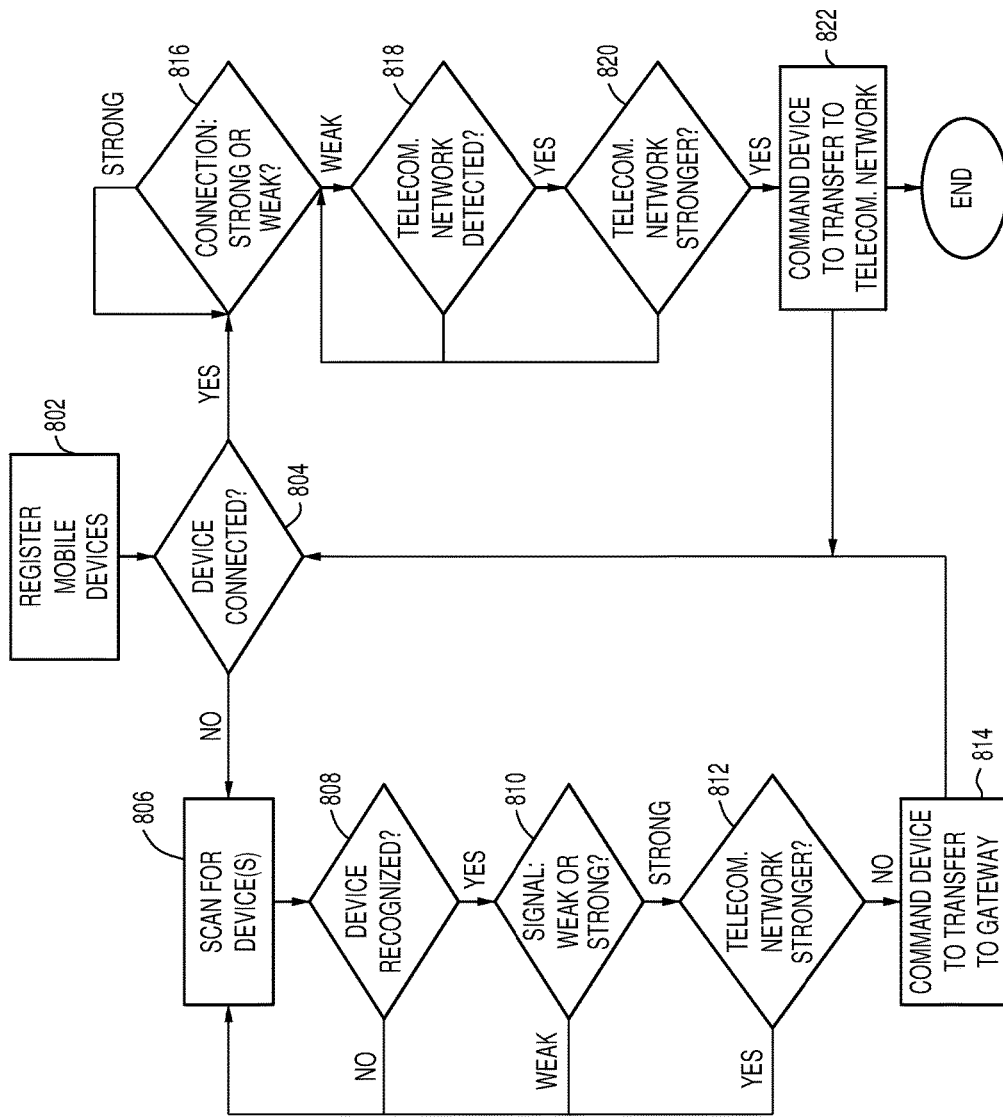 REGISTER
MOBILE
DEVICES
802
DEVICE
CONNECTED?
804
NO
YES
806
SCAN FOR
DEVICE(S)
DEVICE
RECOGNIZED?
808
NO
YES
SIGNAL:
WEAK OR
STRONG?
810
WEAK
STRONG
TELECOM.
NETWORK
STRONGER?
812
YES
NO
COMMAND DEVICE
TO TRANSFER
TO GATEWAY
814
STRONG
CONNECTION:
STRONG OR
WEAK?
816
WEAK
TELECOM.
NETWORK
DETECTED?
818
YES
TELECOM.
NETWORK
STRONGER?
820
YES
COMMAND DEVICE
TO TRANSFER TO
TELECOM. NETWORK
822
END